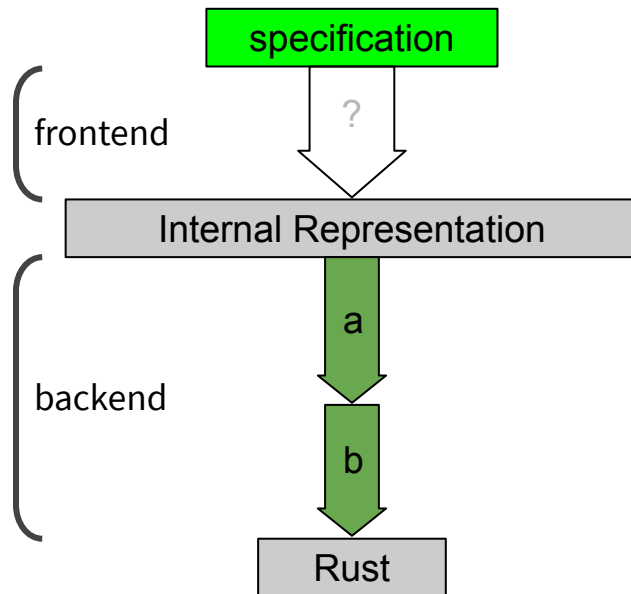 specification
?
frontend
Internal Representation
a
backend
b
Rust